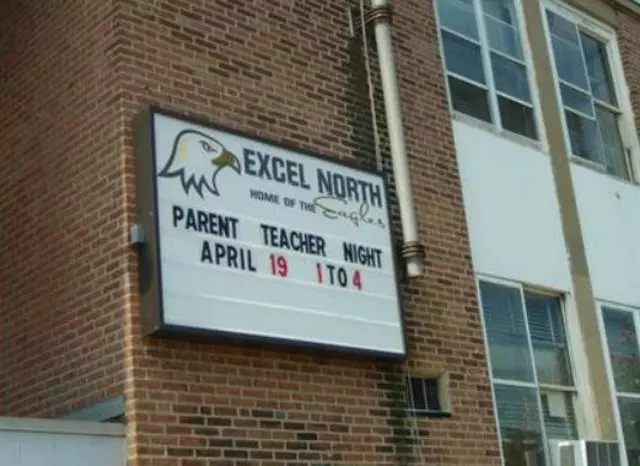 EXCEL NORTH
HOME OF THE Eagles
PARENT TEACHER NIGHT
APRIL 19 1 TO 4